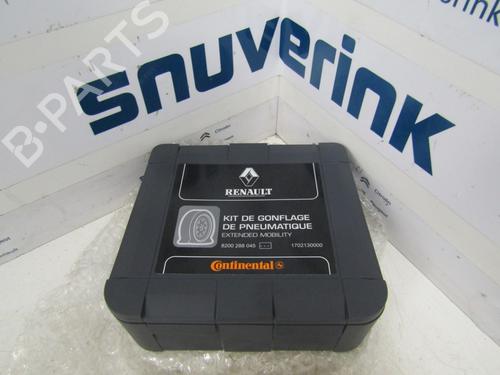 B-PARTS
snuverink
RENAULT
KIT DE GONFLAGE
DE PNEUMATIQUE
EXTENDED MOBILITY
8200 288 045 1702130000
Continental